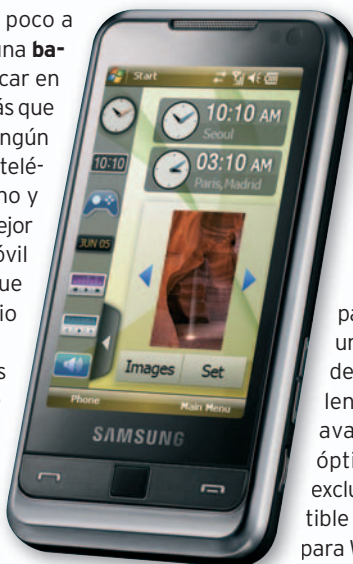 poco a
una ba-
car en
ás que
ngún
telé-
no y
ejor
óvil
ue
io
s
Start
10:10 AM
Seoul
03:10 AM
Paris,Madrid
10:10
JUN 05
Images Set
Phone Main Menu
SAMSUNG
pa
ur
de
len
ava
ópti
exclu
tible
para W